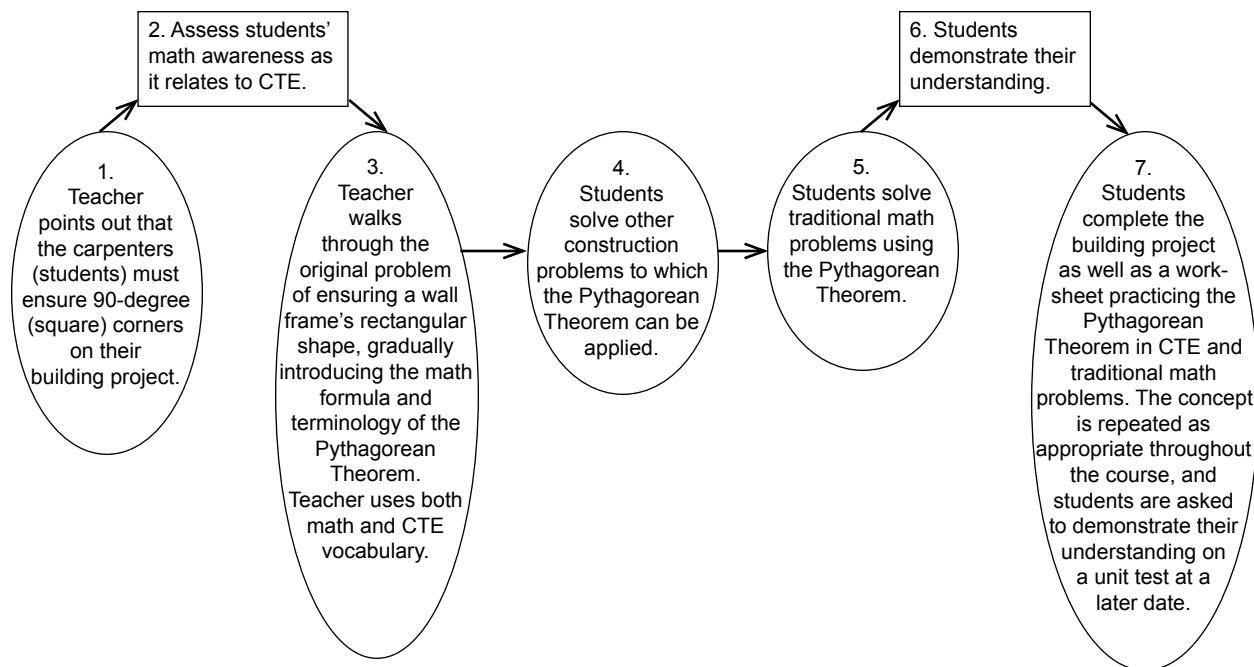 2. Assess students’
math awareness as
it relates to CTE.
6. Students
demonstrate their
understanding.
1.
Teacher
points out that
the carpenters
(students) must
ensure 90-degree
(square) corners
on their
building project.
3.
Teacher
walks
through the
original problem
of ensuring a wall
frame’s rectangular
shape, gradually
introducing the math
formula and
terminology of the
Pythagorean
Theorem.
Teacher uses both
math and CTE
vocabulary.
4.
Students
solve other
construction
problems to which
the Pythagorean
Theorem can be
applied.
5.
Students solve
traditional math
problems using
the Pythagorean
Theorem.
7.
Students
complete the
building project
as well as a work-
sheet practicing the
Pythagorean
Theorem in CTE and
traditional math
problems. The concept
is repeated as
appropriate throughout
the course, and
students are asked
to demonstrate their
understanding on
a unit test at a
later date.